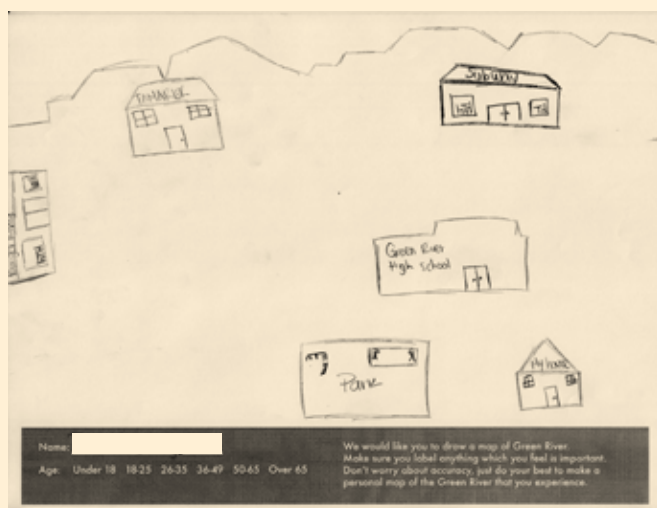 Subway
Green River
High school
Park
My home
Name:
Age: Under 18 18-25 26-35 36-49 50-65 Over 65
We would like you to draw a map of Green River.
Make sure you label anything which you feel is important.
Don't worry about accuracy, just do your best to make a
personal map of the Green River that you experience.